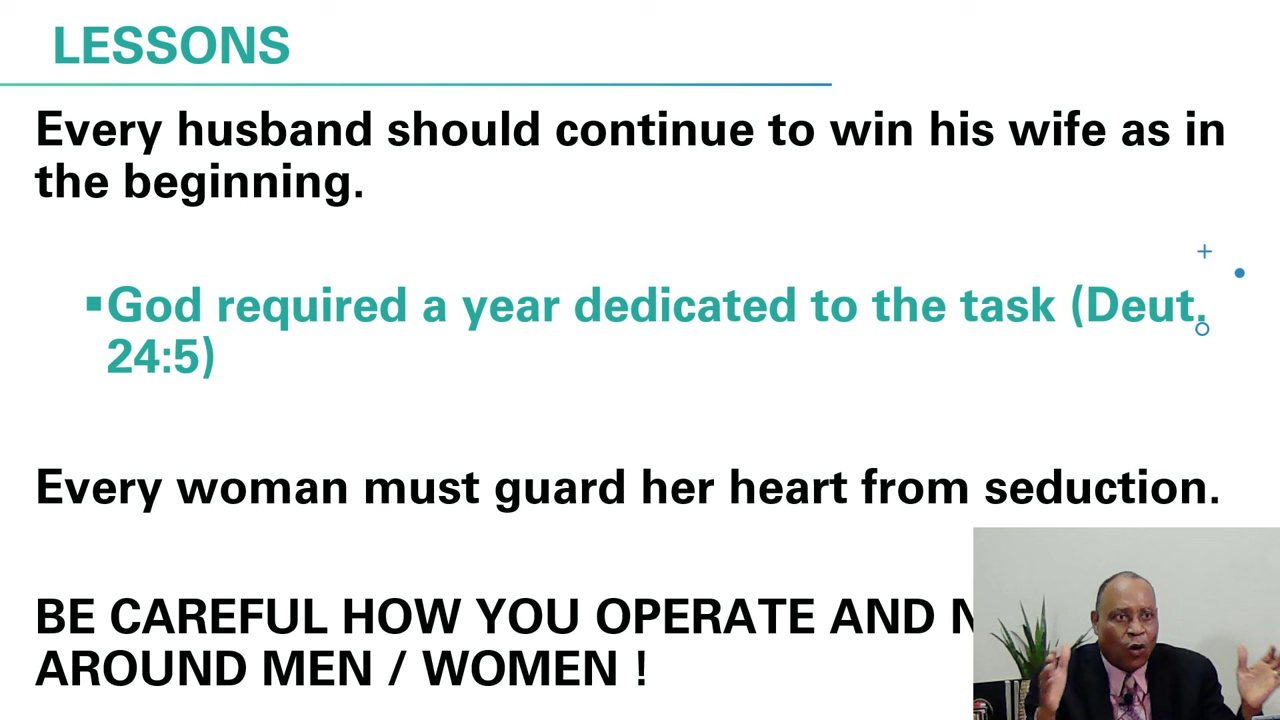 LESSONS
Every husband should continue to win his wife as in
the beginning.
▪God required a year dedicated to the task (Deut.
24:5)
Every woman must guard her heart from seduction.
BE CAREFUL HOW YOU OPERATE AND
AROUND MEN / WOMEN !